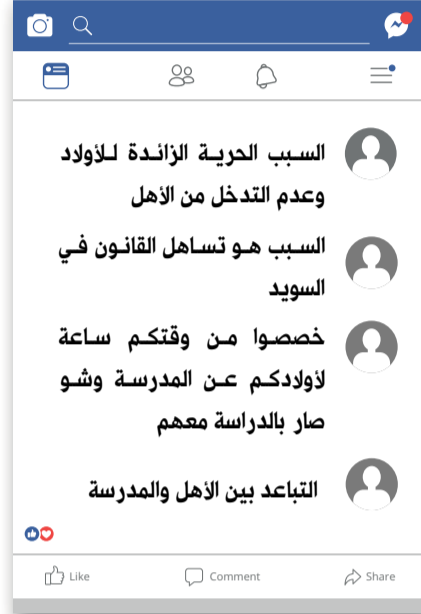 السبب الحرية الزائدة للأولاد
وعدم التدخل من الأهل
السبب هو تساهل القانون في
السويد
خصصوا من وقتكم ساعة
لأولادكم عن المدرسة وشو
صار بالدراسة معهم
التباعد بين الأهل والمدرسة
Like
Comment
Share